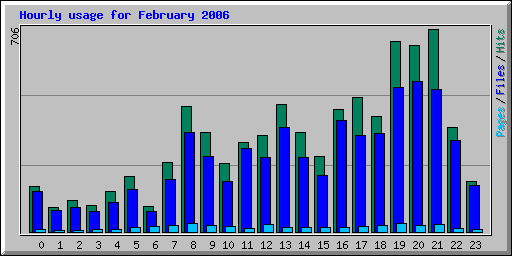 Hourly usage for February 2006
706
Pages / Files / Hits
0 1 2 3 4 5 6 7 8 9 10 11 12 13 14 15 16 17 18 19 20 21 22 23